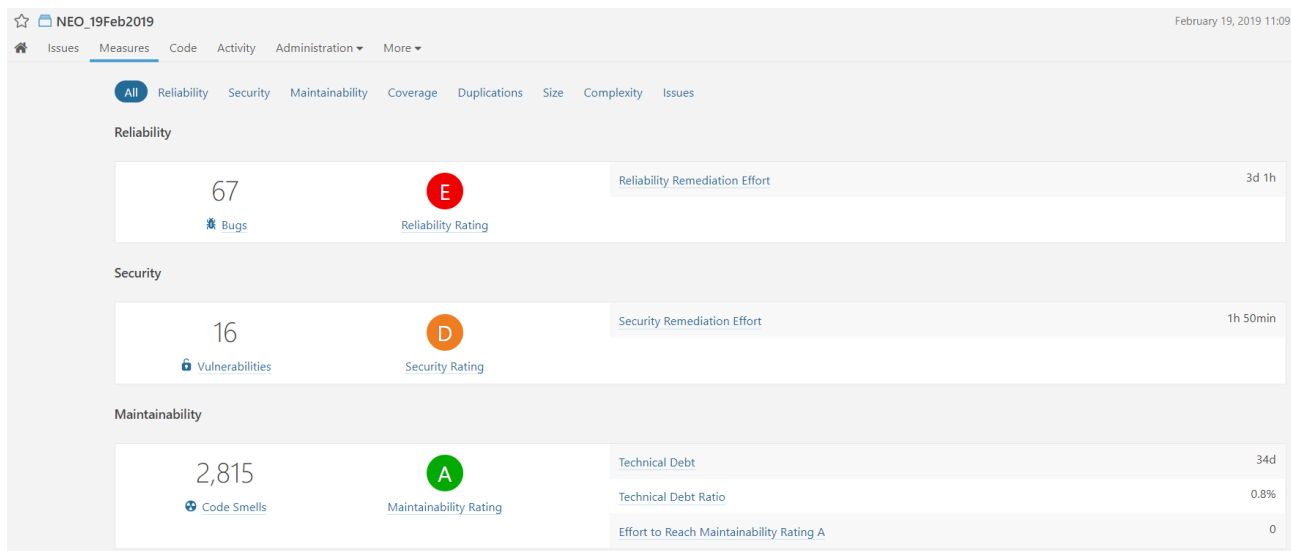 NEO_19Feb2019 February 19, 2019 11:09
Issues Measures Code Activity Administration More
All Reliability Security Maintainability Coverage Duplications Size Complexity Issues
Reliability
67 E Reliability Remediation Effort 3d 1h
Bugs Reliability Rating
Security
16 D Security Remediation Effort 1h 50min
Vulnerabilities Security Rating
Maintainability
2,815 A Technical Debt 34d
Code Smells Maintainability Rating Technical Debt Ratio 0.8%
Effort to Reach Maintainability Rating A 0